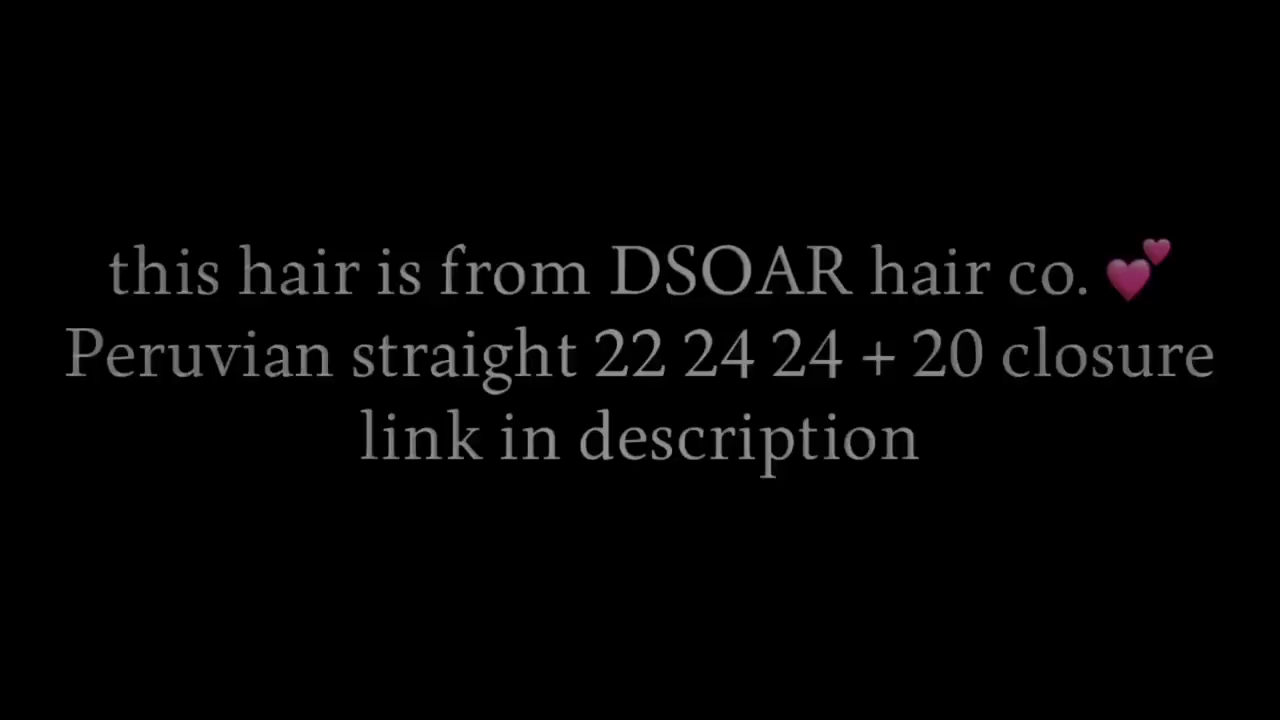 this hair is from DSOAR hair co. 💕
Peruvian straight 22 24 24 + 20 closure
link in description